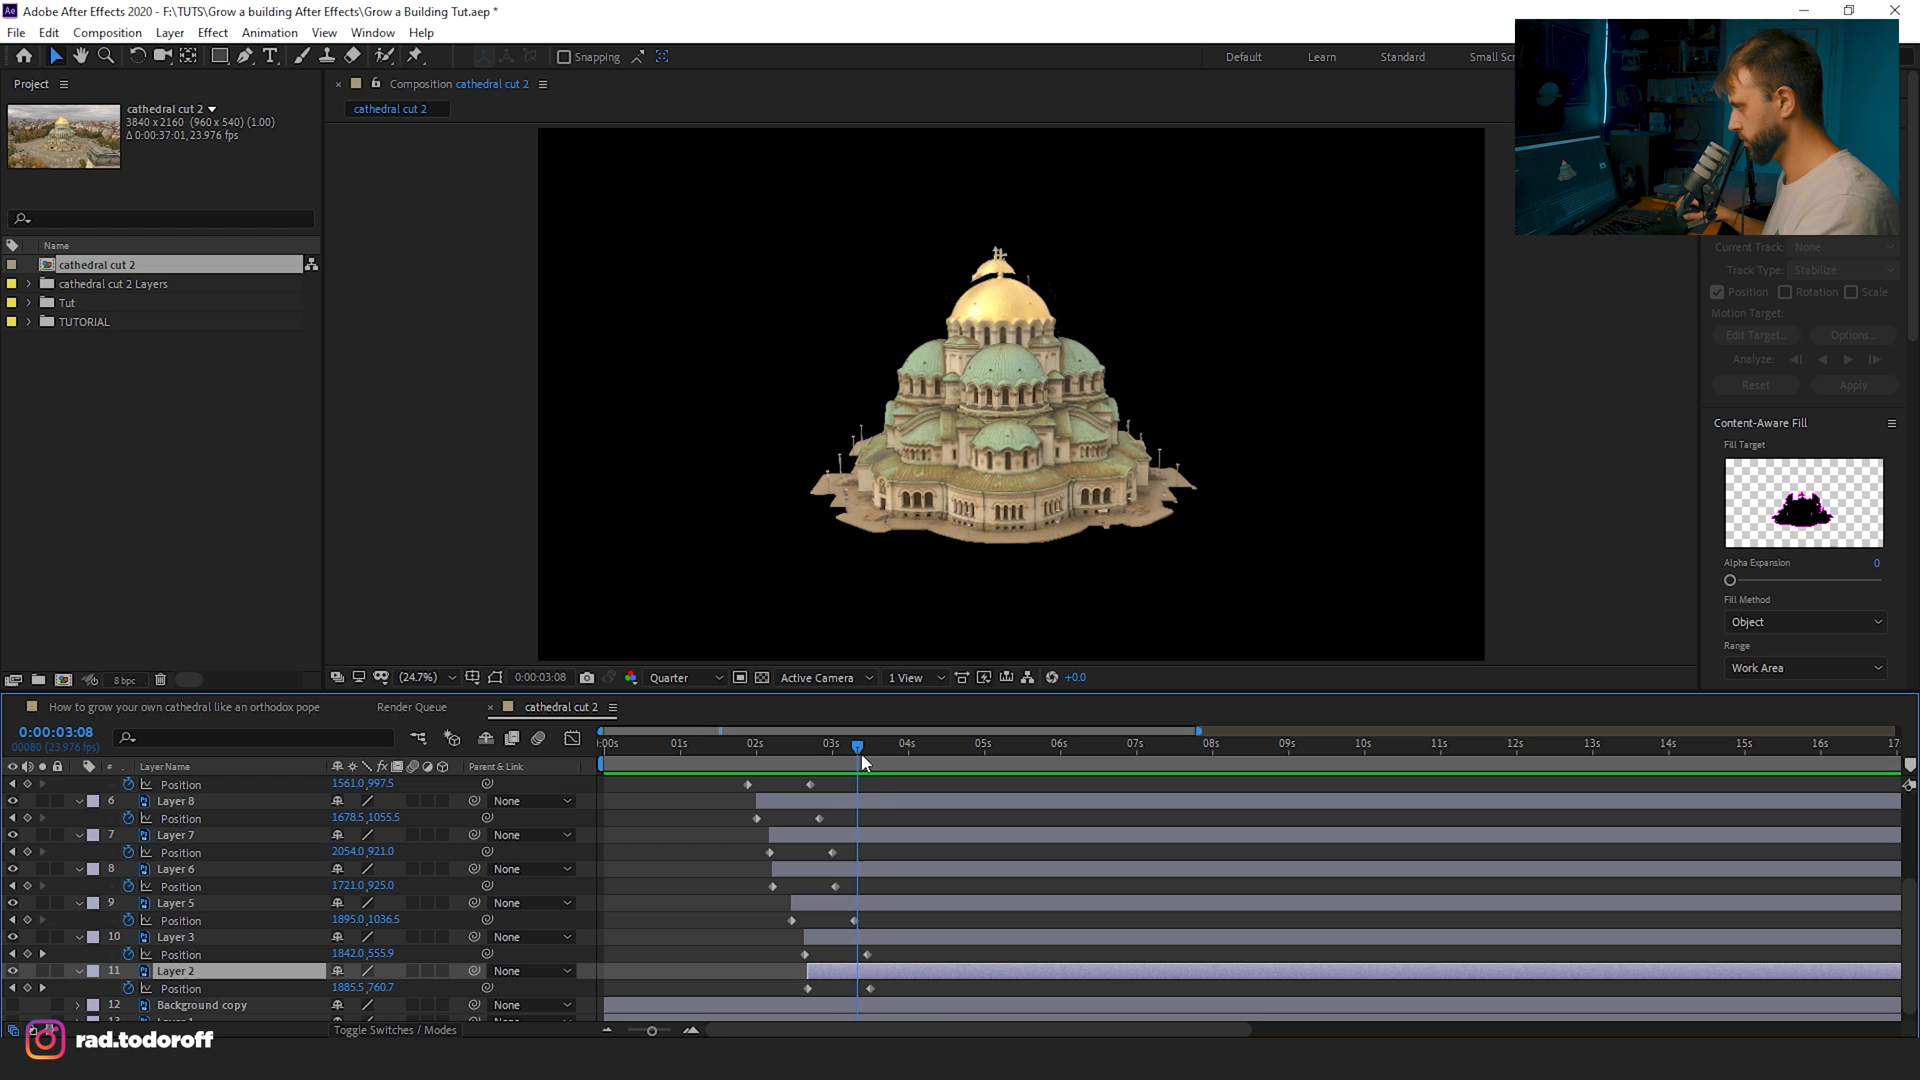 Adobe After Effects 2020 - F:\TUTS\Grow a building After Effects\Grow a Building Tut.aep *
File Edit Composition Layer Effect Animation View Window Help
Snapping
Default Learn Standard Small Scr
Project
Composition cathedral cut 2
cathedral cut 2
cathedral cut 2
3840 x 2160 (960 x 540) (1.00)
Δ 0:00:37:01, 23.976 fps
Name
cathedral cut 2
cathedral cut 2 Layers
Tut
TUTORIAL
Current Track: None
Track Type: Stabilize
Position Rotation Scale
Motion Target:
Edit Target... Options...
Analyze:
Reset Apply
Content-Aware Fill
Fill Target
Alpha Expansion 0
Fill Method
Object
Range
Work Area
8 bpc
(24.7%) 0:00:03:08 Quarter Active Camera 1 View +0.0
How to grow your own cathedral like an orthodox pope Render Queue cathedral cut 2
0:00:03:08
00080 (23.976 fps)
:00s 01s 02s 03s 04s 05s 06s 07s 08s 09s 10s 11s 12s 13s 14s 15s 16s 17
# Layer Name fx Parent & Link
Position 1561.0,997.5
6 Layer 8 None
Position 1678.5,1055.5
7 Layer 7 None
Position 2054.0,921.0
8 Layer 6 None
Position 1721.0,925.0
9 Layer 5 None
Position 1895.0,1036.5
10 Layer 3 None
Position 1842.0,555.9
11 Layer 2 None
Position 1885.5,760.7
12 Background copy None
Toggle Switches / Modes
rad.todoroff